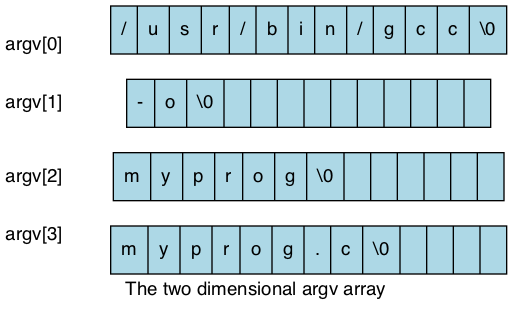 argv[0] / u s r / b i n / g c c \0
argv[1] - o \0
argv[2] m y p r o g \0
argv[3] m y p r o g . c \0
The two dimensional argv array